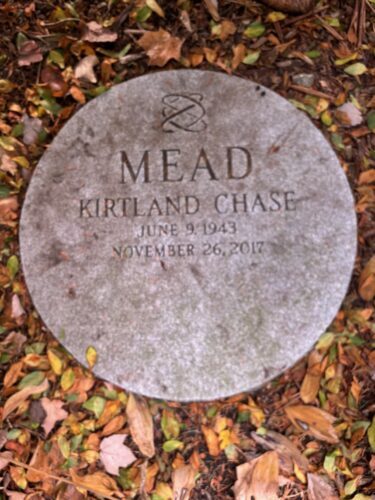 MEAD
KIRTLAND CHASE
JUNE 9, 1943
NOVEMBER 26, 2017